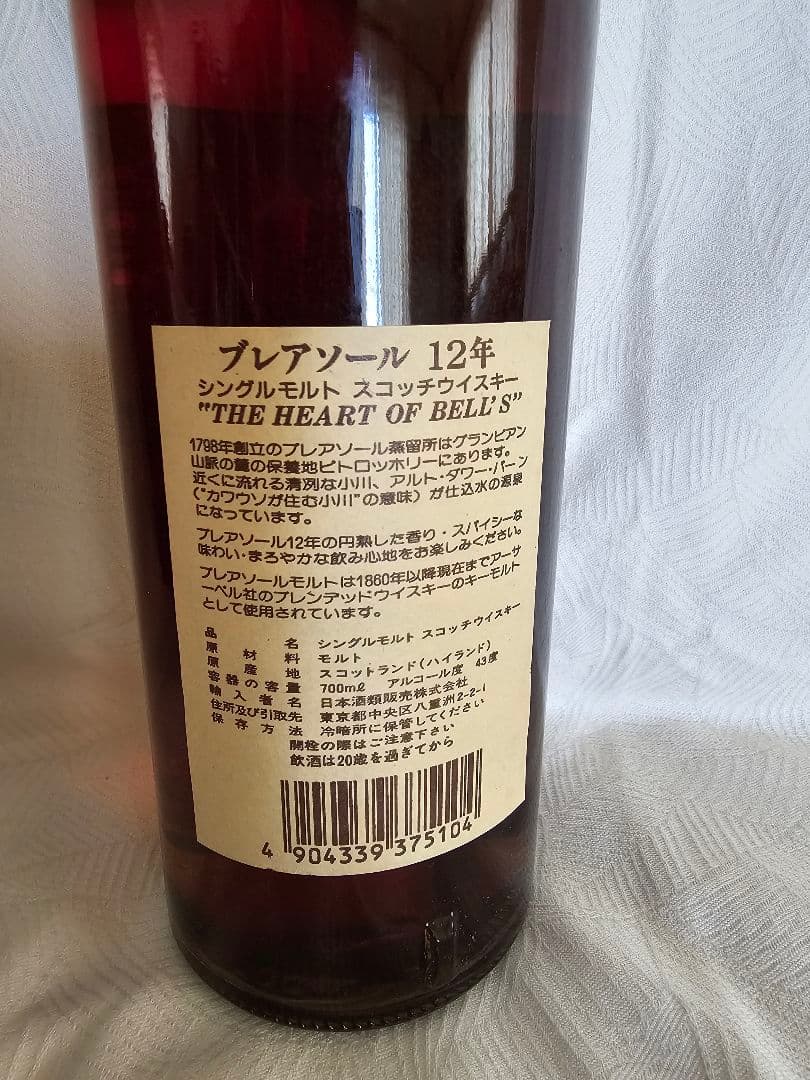 ブレアソール 12年
シングルモルト スコッチウイスキー
"THE HEART OF BELL'S"
1798年創立のブレアソール蒸留所はグランピアン
山脈の麓の保養地ピトロッホリーにあります。
近くに流れる清冽な小川、アルト・ダワー・バーン
("カワウソが住む小川"の意味)が仕込水の源泉
になっています。
ブレアソール12年の円熟した香り・スパイシーな
味わい・まろやかな飲み心地をお楽しみください。
ブレアソールモルトは1860年以降現在までアーサ
ーベル社のブレンデッドウイスキーのキーモルト
として使用されています。
品名 シングルモルト スコッチウイスキー
原材料 モルト
原産地 スコットランド(ハイランド)
容器の容量 700mℓ アルコール度 43度
輸入者名 日本酒類販売株式会社
住所及び引取先 東京都中央区八重洲2-2-1
保存方法 冷暗所に保管してください
開栓の際はご注意下さい
飲酒は20歳を過ぎてから
4 904339 375104